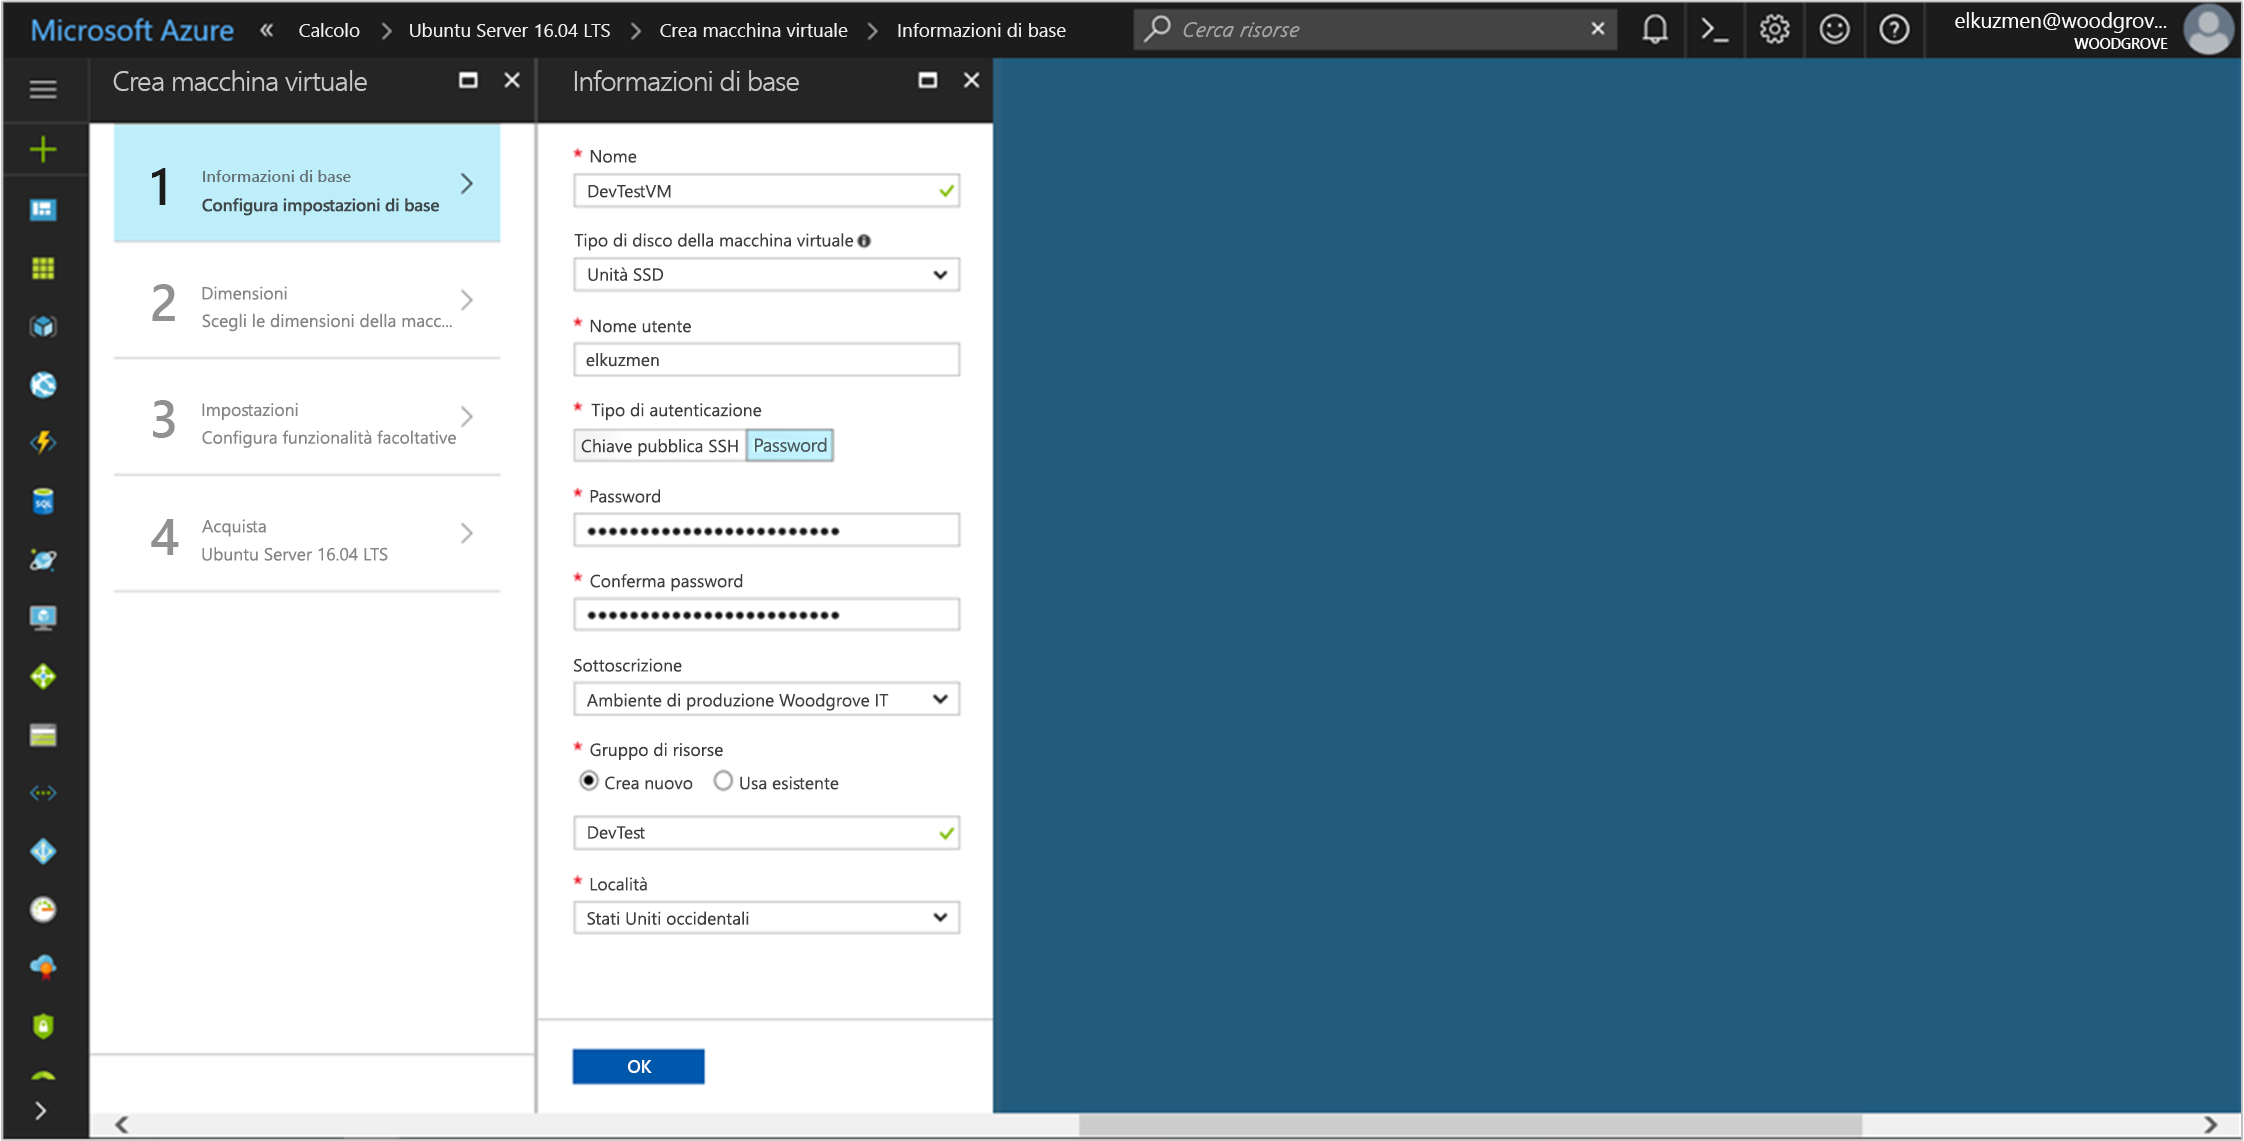 Microsoft Azure « Calcolo > Ubuntu Server 16.04 LTS > Crea macchina virtuale > Informazioni di base
Cerca risorse
elkuzmen@woodgrov...
WOODGROVE
Crea macchina virtuale
1
Informazioni di base
Configura impostazioni di base
2
Dimensioni
Scegli le dimensioni della macc...
3
Impostazioni
Configura funzionalità facoltative
4
Acquista
Ubuntu Server 16.04 LTS
Informazioni di base
* Nome
DevTestVM
Tipo di disco della macchina virtuale
Unità SSD
* Nome utente
elkuzmen
* Tipo di autenticazione
Chiave pubblica SSH Password
* Password
••••••••••••••••••••••••
* Conferma password
••••••••••••••••••••••••
Sottoscrizione
Ambiente di produzione Woodgrove IT
* Gruppo di risorse
Crea nuovo Usa esistente
DevTest
* Località
Stati Uniti occidentali
OK
SQL